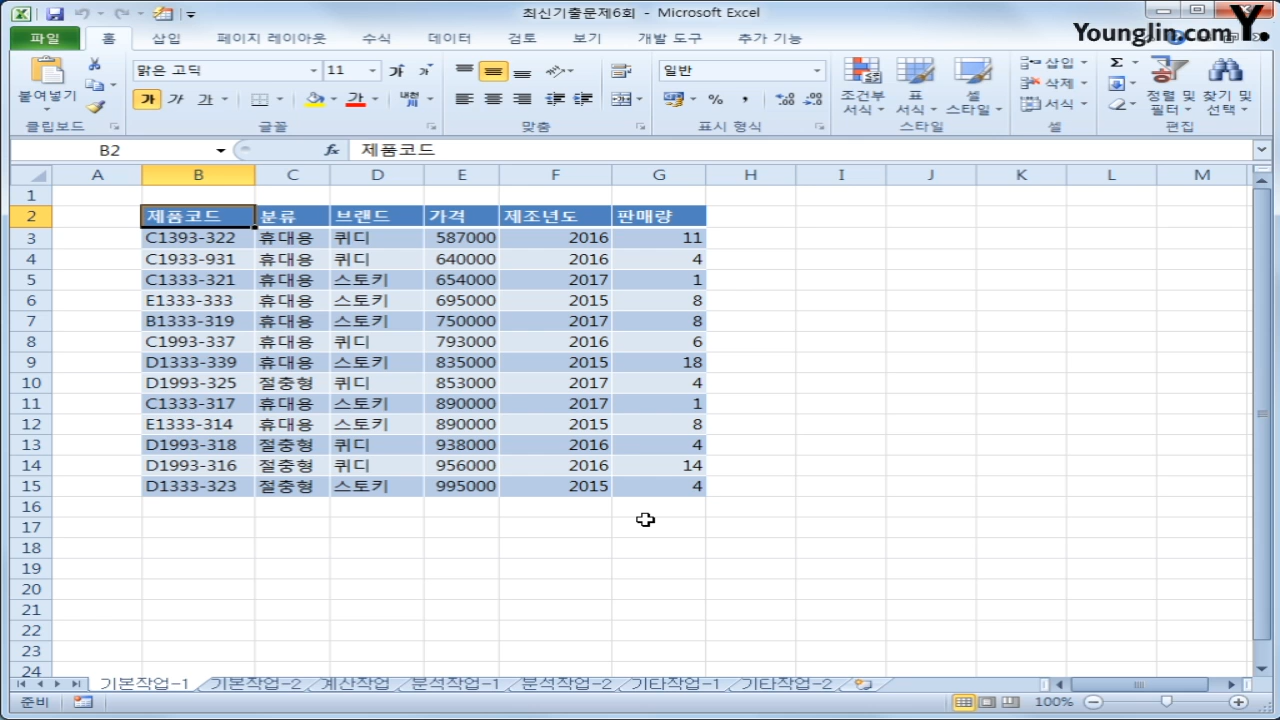 최신기출문제6회 - Microsoft Excel
Younglin.com Y.
파일 홈 삽입 페이지 레이아웃 수식 데이터 검토 보기 개발 도구 추가 기능
붙여넣기 맑은 고딕 11 가 가 일반 조건부 서식 표 서식 셀 스타일 삽입 삭제 서식 정렬 및 필터 찾기 및 선택
가 가 가 가 내천 % ,
클립보드 글꼴 맞춤 표시 형식 스타일 셀 편집
B2 fx 제품코드
A B C D E F G H I J K L M
1
2 제품코드 분류 브랜드 가격 제조년도 판매량
3 C1393-322 휴대용 퀴디 587000 2016 11
4 C1933-931 휴대용 퀴디 640000 2016 4
5 C1333-321 휴대용 스토키 654000 2017 1
6 E1333-333 휴대용 스토키 695000 2015 8
7 B1333-319 휴대용 스토키 750000 2017 8
8 C1993-337 휴대용 퀴디 793000 2016 6
9 D1333-339 휴대용 스토키 835000 2015 18
10 D1993-325 절충형 퀴디 853000 2017 4
11 C1333-317 휴대용 스토키 890000 2017 1
12 E1333-314 휴대용 스토키 890000 2015 8
13 D1993-318 절충형 퀴디 938000 2016 4
14 D1993-316 절충형 퀴디 956000 2016 14
15 D1333-323 절충형 스토키 995000 2015 4
16
17
18
19
20
21
22
23
24
기본작업-1 기본작업-2 계산작업 분석작업-1 분석작업-2 기타작업-1 기타작업-2
준비 100%